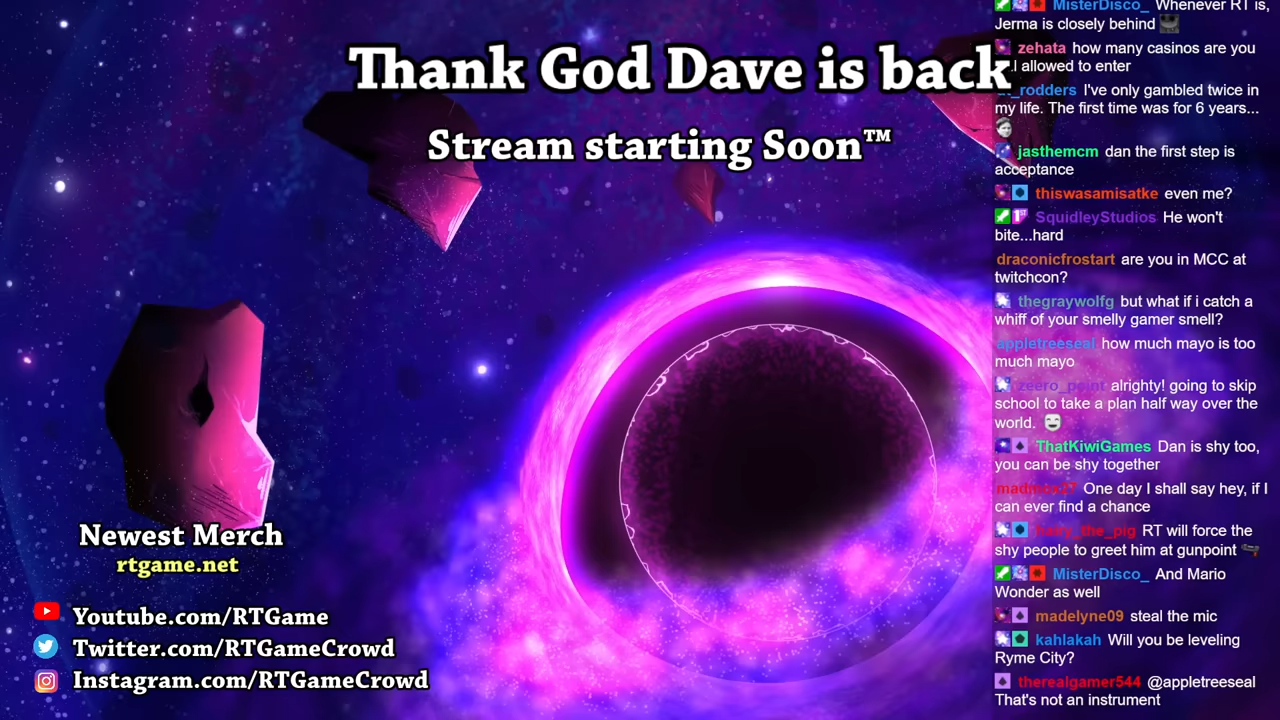 Thank God Dave is back
Stream starting Soon™
Newest Merch
rtgame.net
Youtube.com/RTGame
Twitter.com/RTGameCrowd
Instagram.com/RTGameCrowd
MisterDisco_ Whenever RT is,
Jerma is closely behind
zehata how many casinos are you
allowed to enter
I've only gambled twice in
my life. The first time was for 6 years...
jasthemcm dan the first step is
acceptance
thiswasamisatke even me?
SquidleyStudios He won't
bite...hard
draconicfrostart are you in MCC at
twitchcon?
thegraywolfg but what if i catch a
whiff of your smelly gamer smell?
appletreeseal how much mayo is too
much mayo
zeero_point alrighty! going to skip
school to take a plan half way over the
world.
ThatKiwiGames Dan is shy too,
you can be shy together
One day I shall say hey, if I
can ever find a chance
RT will force the
shy people to greet him at gunpoint
MisterDisco_ And Mario
Wonder as well
madelyne09 steal the mic
kahlakah Will you be leveling
Ryme City?
therealgamer544 @appletreeseal
That's not an instrument